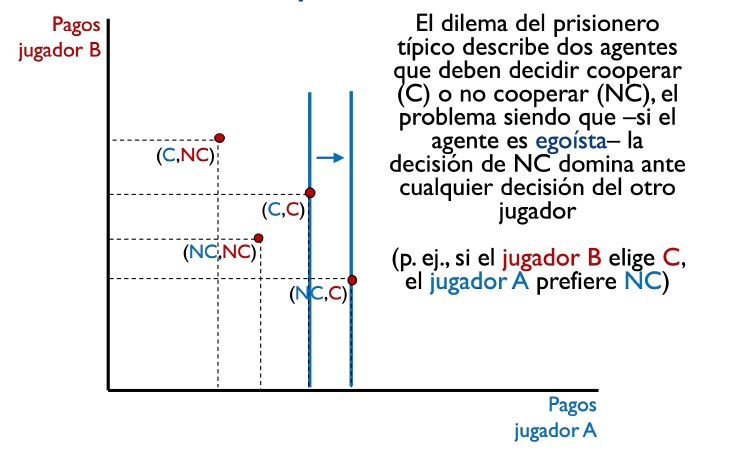 Pagos
jugador B
El dilema del prisionero
típico describe dos agentes
que deben decidir cooperar
(C) o no cooperar (NC), el
problema siendo que –si el
agente es egoísta– la
decisión de NC domina ante
cualquier decisión del otro
jugador
(p. ej., si el jugador B elige C,
el jugador A prefiere NC)
(C,NC)
(C,C)
(NC,NC)
(NC,C)
Pagos
jugador A